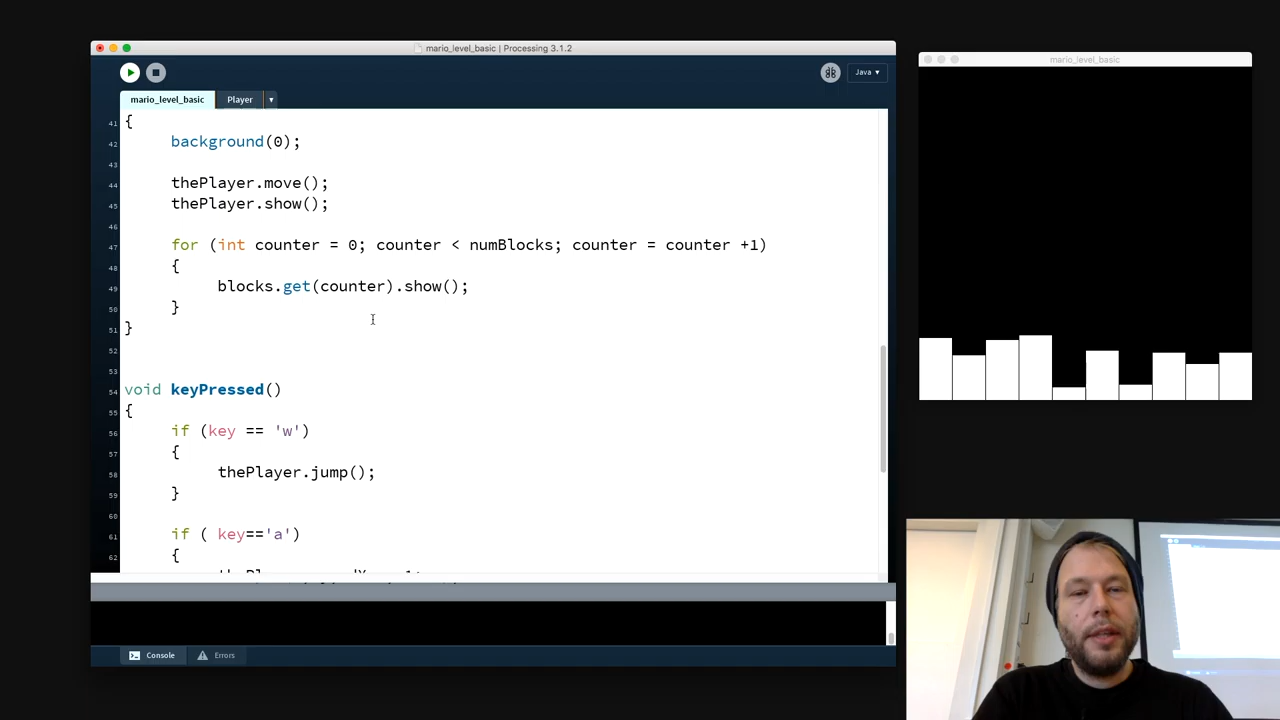 mario_level_basic | Processing 3.1.2
Java ▾
mario_level_basic
Player
▾
41 {
42 background(0);
43
44 thePlayer.move();
45 thePlayer.show();
46
47 for (int counter = 0; counter < numBlocks; counter = counter +1)
48 {
49 blocks.get(counter).show();
50 }
51 }
52
53
54 void keyPressed()
55 {
56 if (key == 'w')
57 {
58 thePlayer.jump();
59 }
60
61 if ( key=='a')
62 {
Console
Errors
mario_level_basic